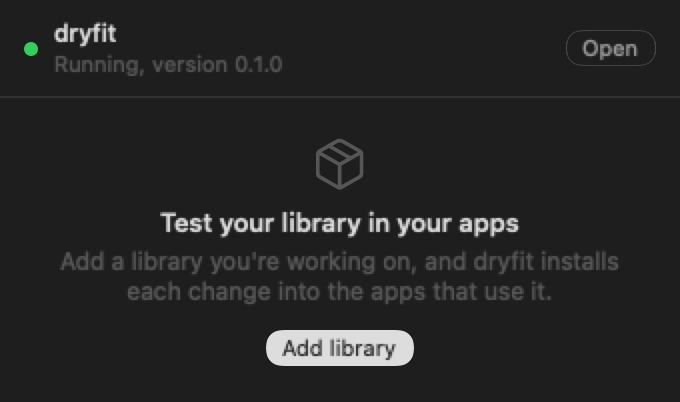 dryfit
Running, version 0.1.0
Open
Test your library in your apps
Add a library you're working on, and dryfit installs
each change into the apps that use it.
Add library